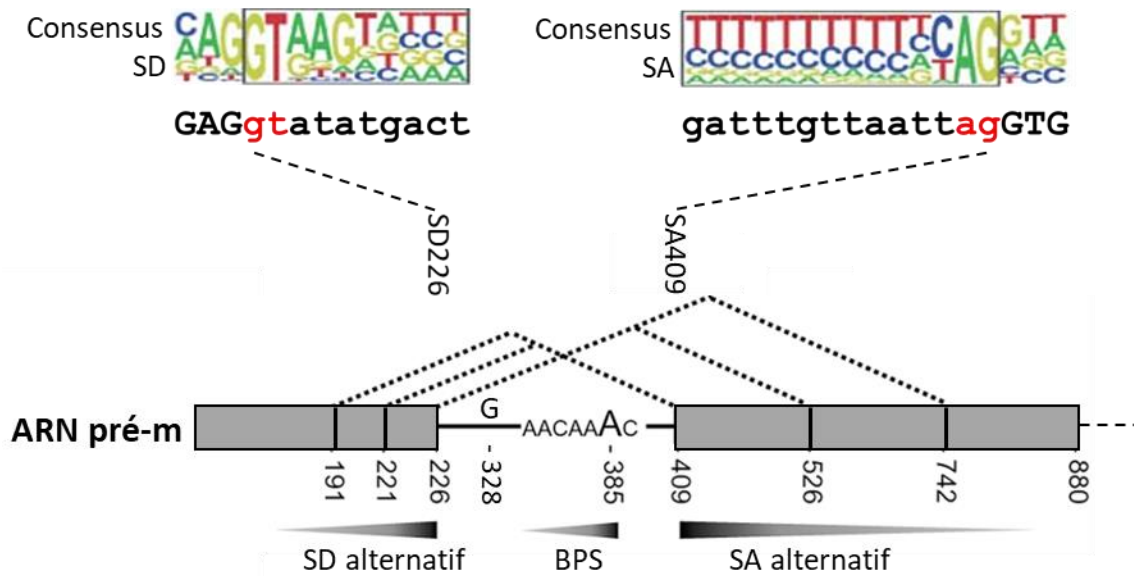 Consensus SD
Consensus SA
GAGgtatatgact
gatttgttaattagGTG
SD226
SA409
ARN pré-m
G
AACAAAC
191
221
226
- 328
- 385
409
526
742
880
SD alternatif
BPS
SA alternatif